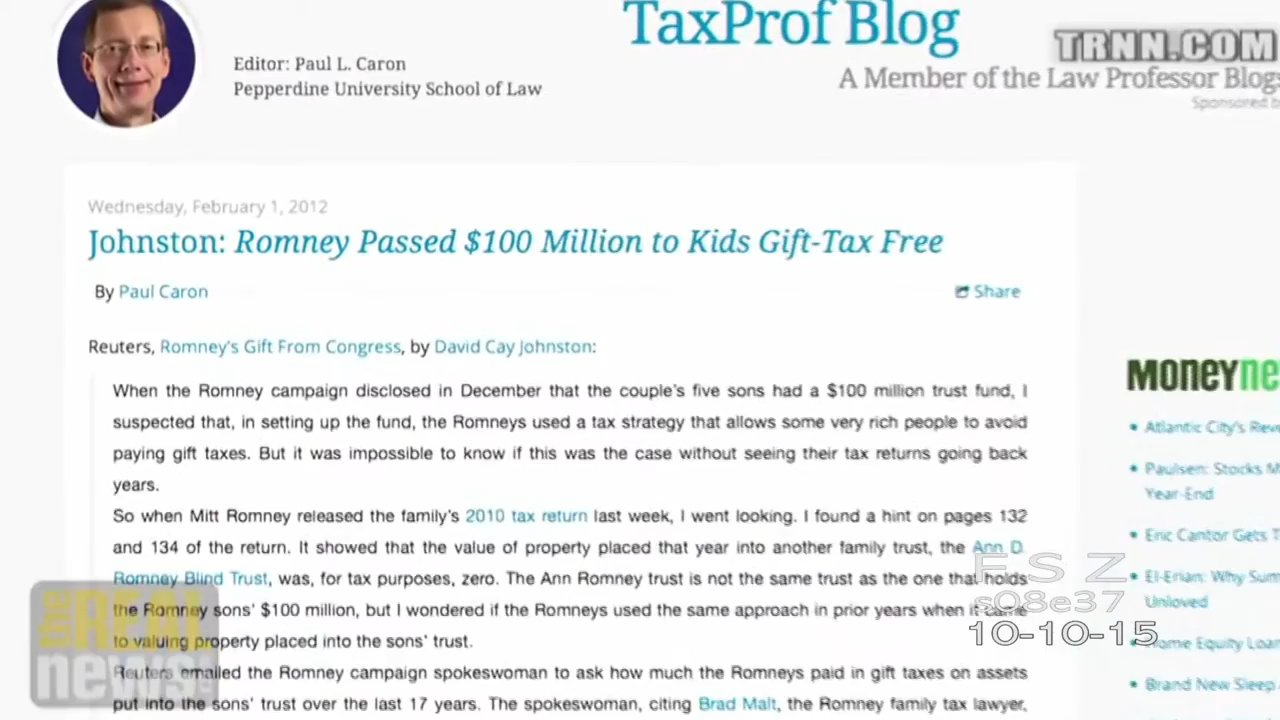 TaxProf Blog
TRNN.COM
Editor: Paul L. Caron
Pepperdine University School of Law
A Member of the Law Professor Blogs
Sponsored b
Wednesday, February 1, 2012
Johnston: Romney Passed $100 Million to Kids Gift-Tax Free
By Paul Caron
Share
Reuters, Romney's Gift From Congress, by David Cay Johnston:
When the Romney campaign disclosed in December that the couple's five sons had a $100 million trust fund, I
suspected that, in setting up the fund, the Romneys used a tax strategy that allows some very rich people to avoid
paying gift taxes. But it was impossible to know if this was the case without seeing their tax returns going back
years.
So when Mitt Romney released the family's 2010 tax return last week, I went looking. I found a hint on pages 132
and 134 of the return. It showed that the value of property placed that year into another family trust, the Ann D.
Romney Blind Trust, was, for tax purposes, zero. The Ann Romney trust is not the same trust as the one that holds
the Romney sons' $100 million, but I wondered if the Romneys used the same approach in prior years when it came
to valuing property placed into the sons' trust.
Reuters emailed the Romney campaign spokeswoman to ask how much the Romneys paid in gift taxes on assets
put into the sons' trust over the last 17 years. The spokeswoman, citing Brad Malt, the Romney family tax lawyer,
MONEYne
Atlantic City's Rev
Paulsen: Stocks M
Year-End
Eric Cantor Gets T
El-Erian: Why Sum
Unloved
Home Equity Loan
Brand New Sleep A
FSZ
s08e37
10-10-15
the REAL
news.